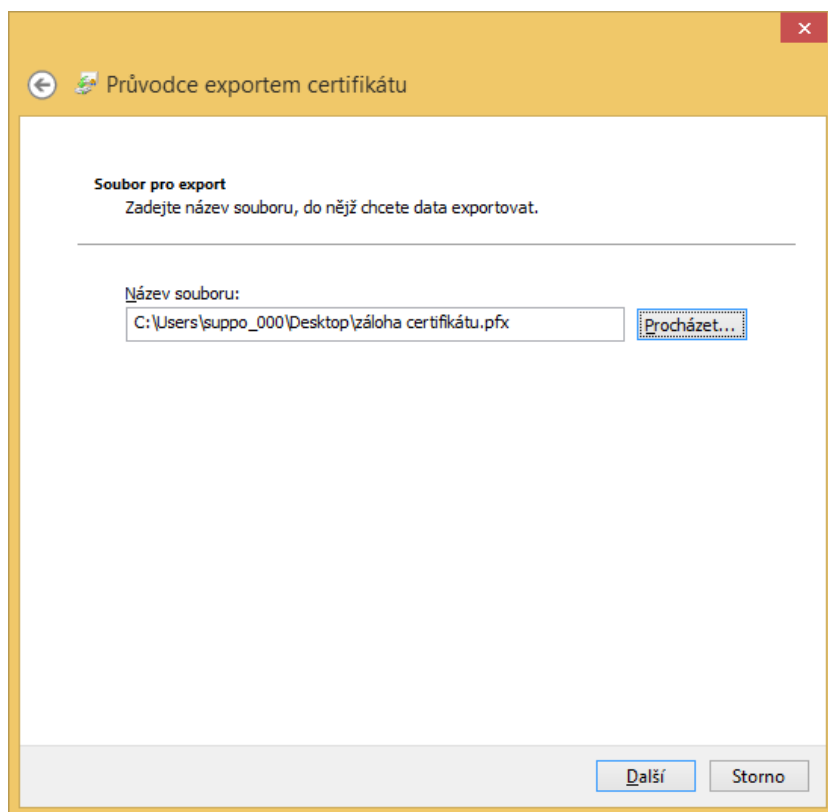 Průvodce exportem certifikátu
Soubor pro export
Zadejte název souboru, do nějž chcete data exportovat.
Název souboru:
C:\Users\suppo_000\Desktop\záloha certifikátu.pfx
Procházet...
Další
Storno